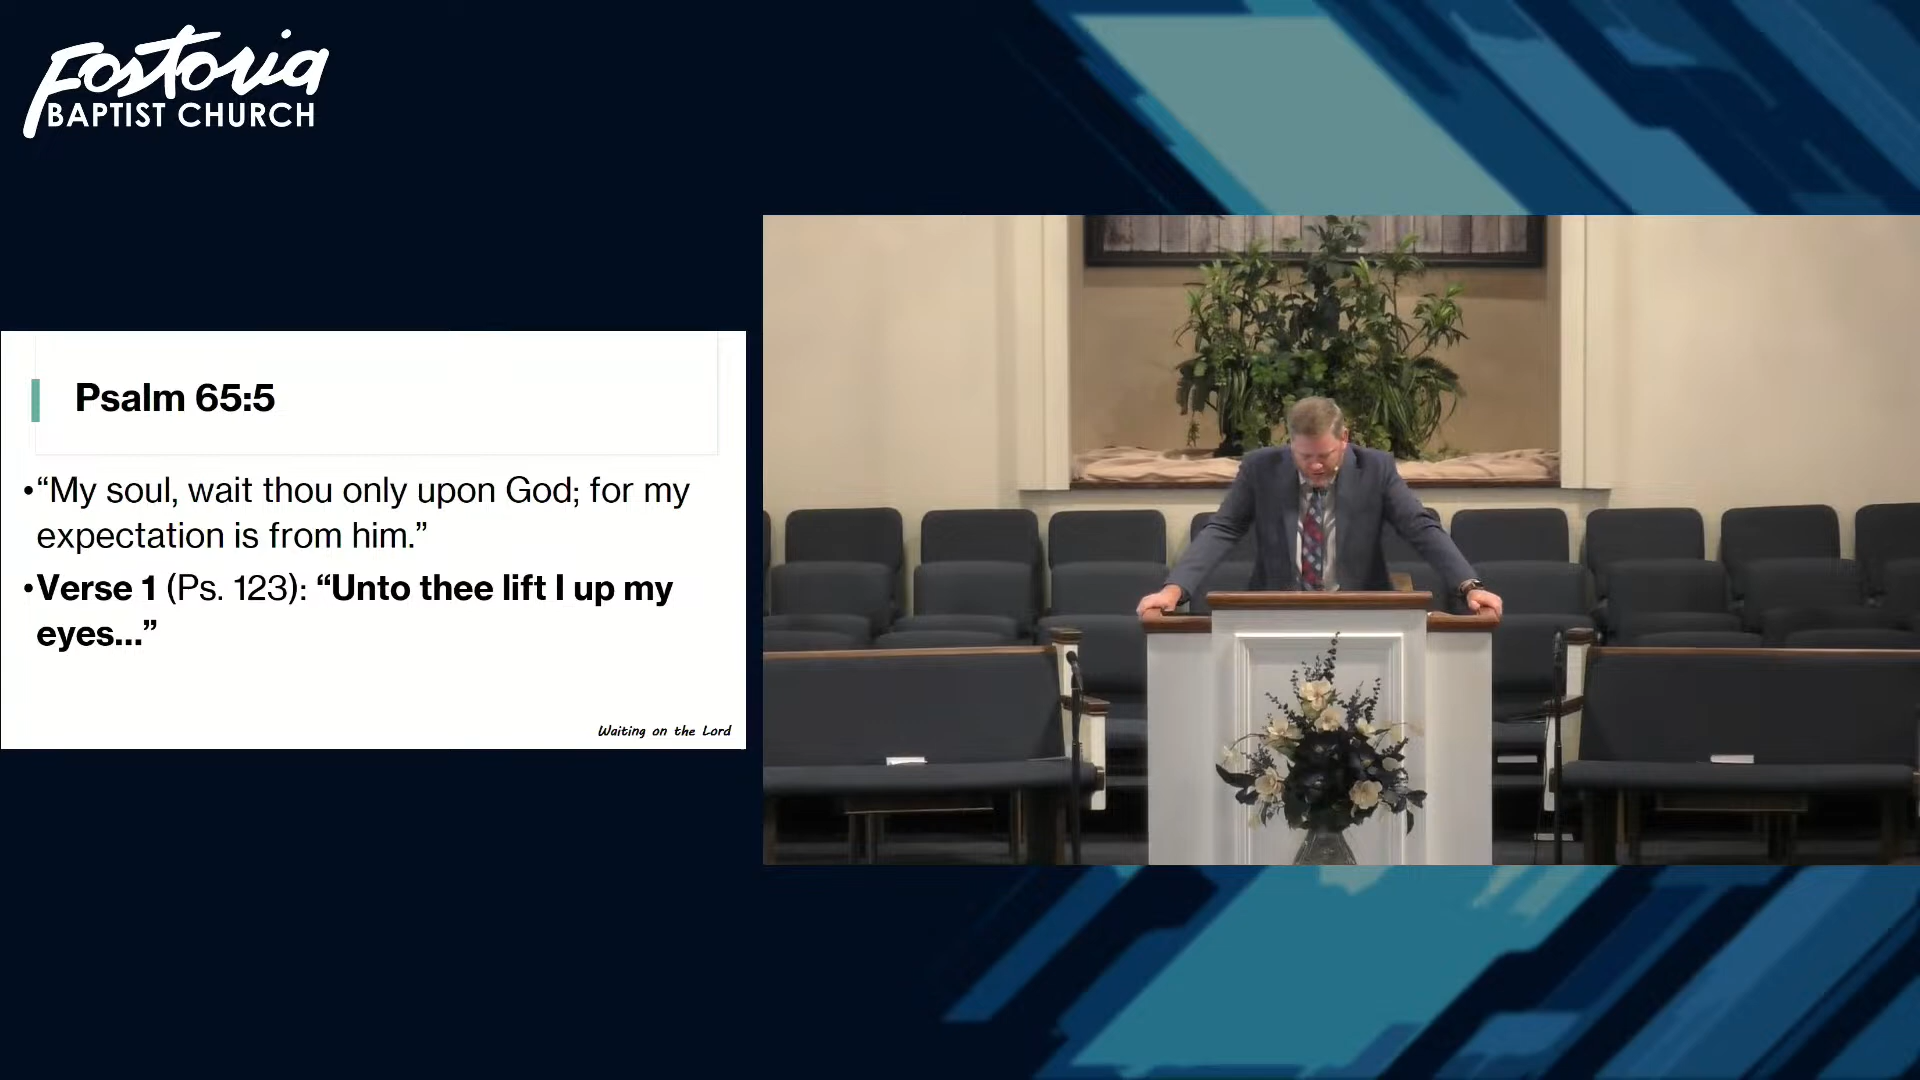 Fostoria
BAPTIST CHURCH
Psalm 65:5
•“My soul, wait thou only upon God; for my
expectation is from him.”
•Verse 1 (Ps. 123): “Unto thee lift I up my
eyes...”
Waiting on the Lord